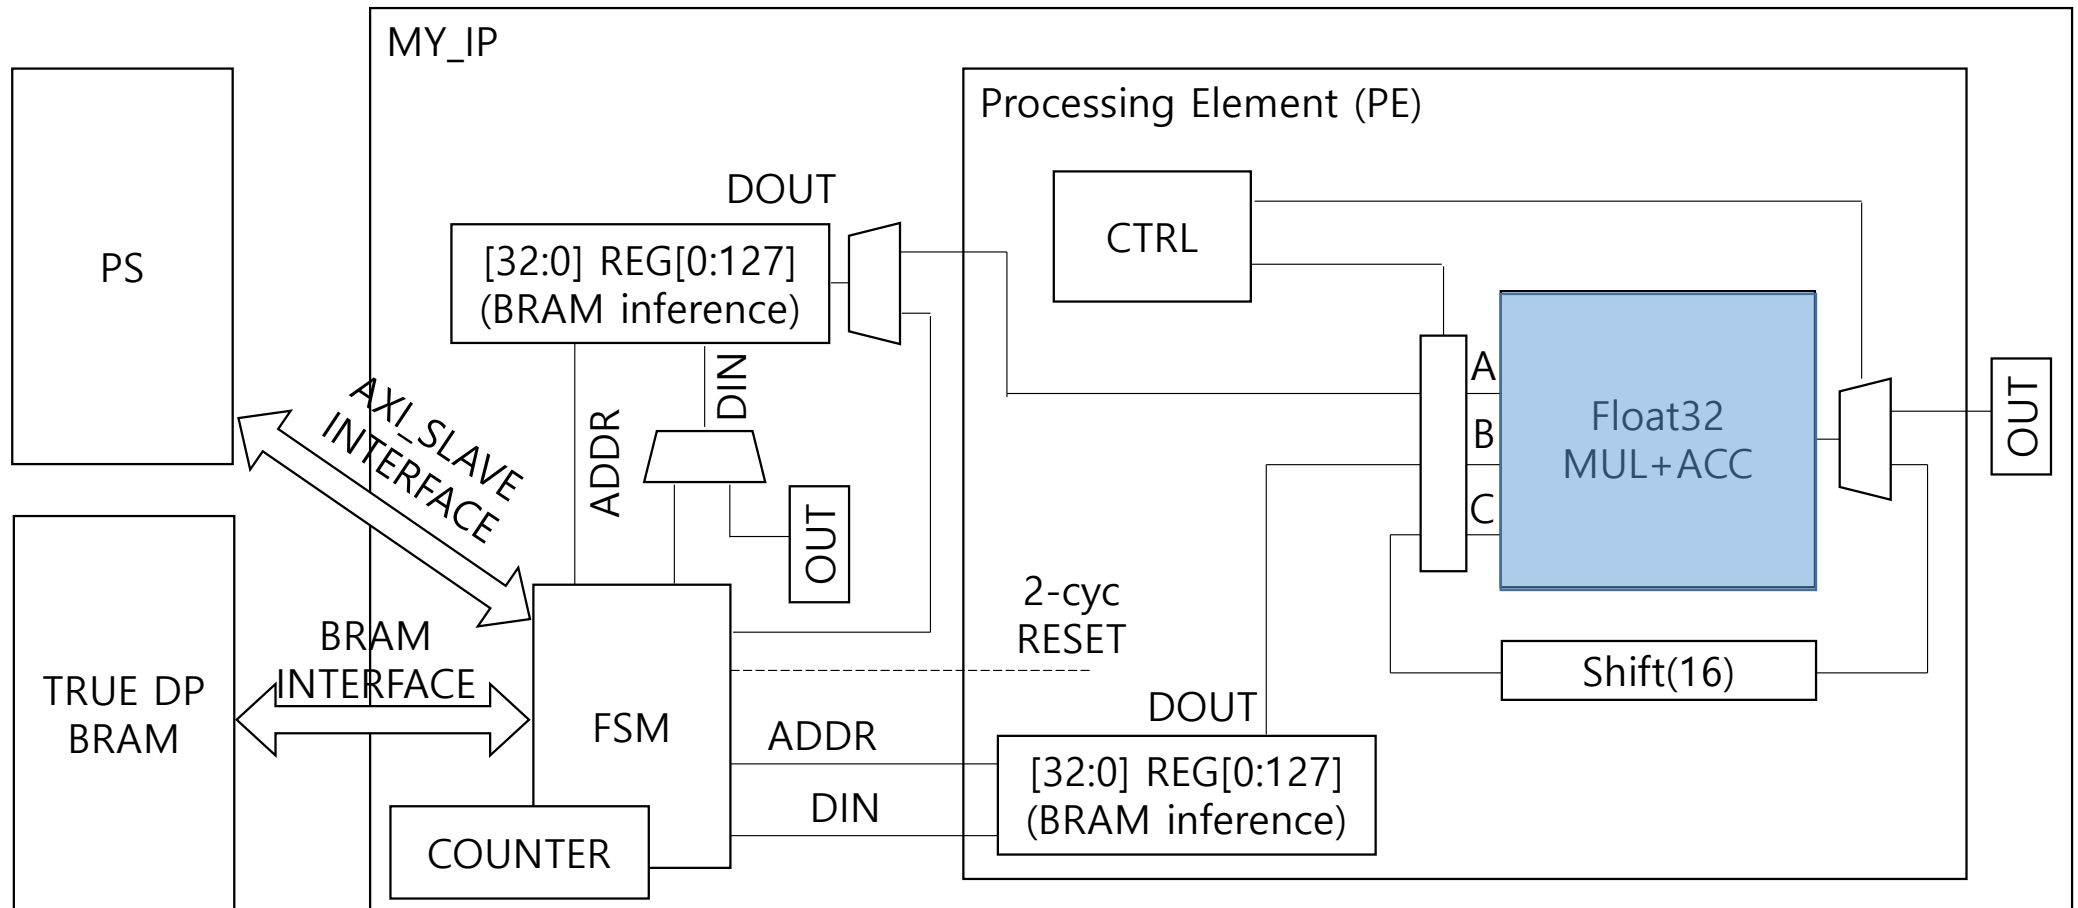 MY_IP
Processing Element (PE)
PS
DOUT
[32:0] REG[0:127]
(BRAM inference)
CTRL
AXI_SLAVE
INTERFACE
ADDR
DIN
OUT
A
B
C
Float32
MUL+ACC
OUT
2-cyc
RESET
Shift(16)
BRAM
INTERFACE
TRUE DP
BRAM
FSM
COUNTER
ADDR
DIN
DOUT
[32:0] REG[0:127]
(BRAM inference)